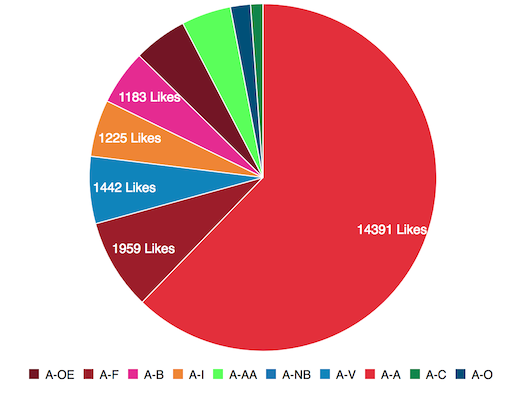 1183 Likes
1225 Likes
1442 Likes
14391 Likes
1959 Likes
A-OE A-F A-B A-I A-AA A-NB A-V A-A A-C A-O